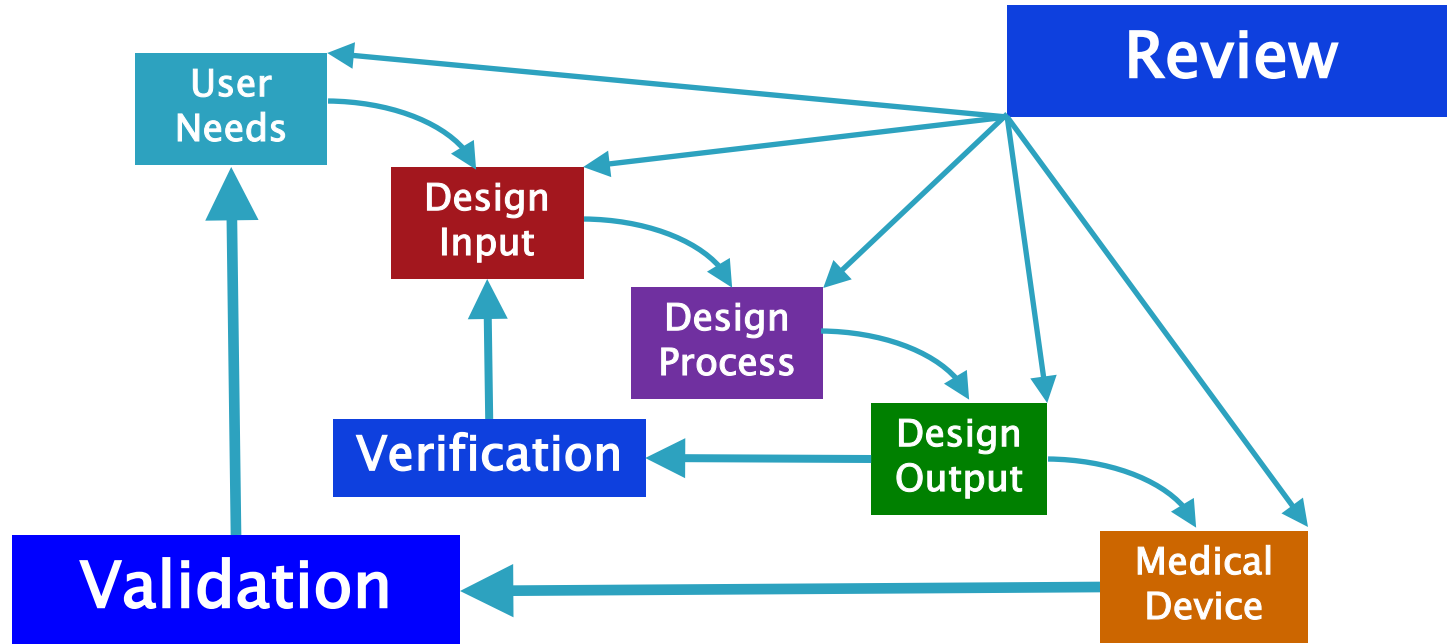 Review
User
Needs
Design
Input
Design
Process
Verification
Design
Output
Validation
Medical
Device